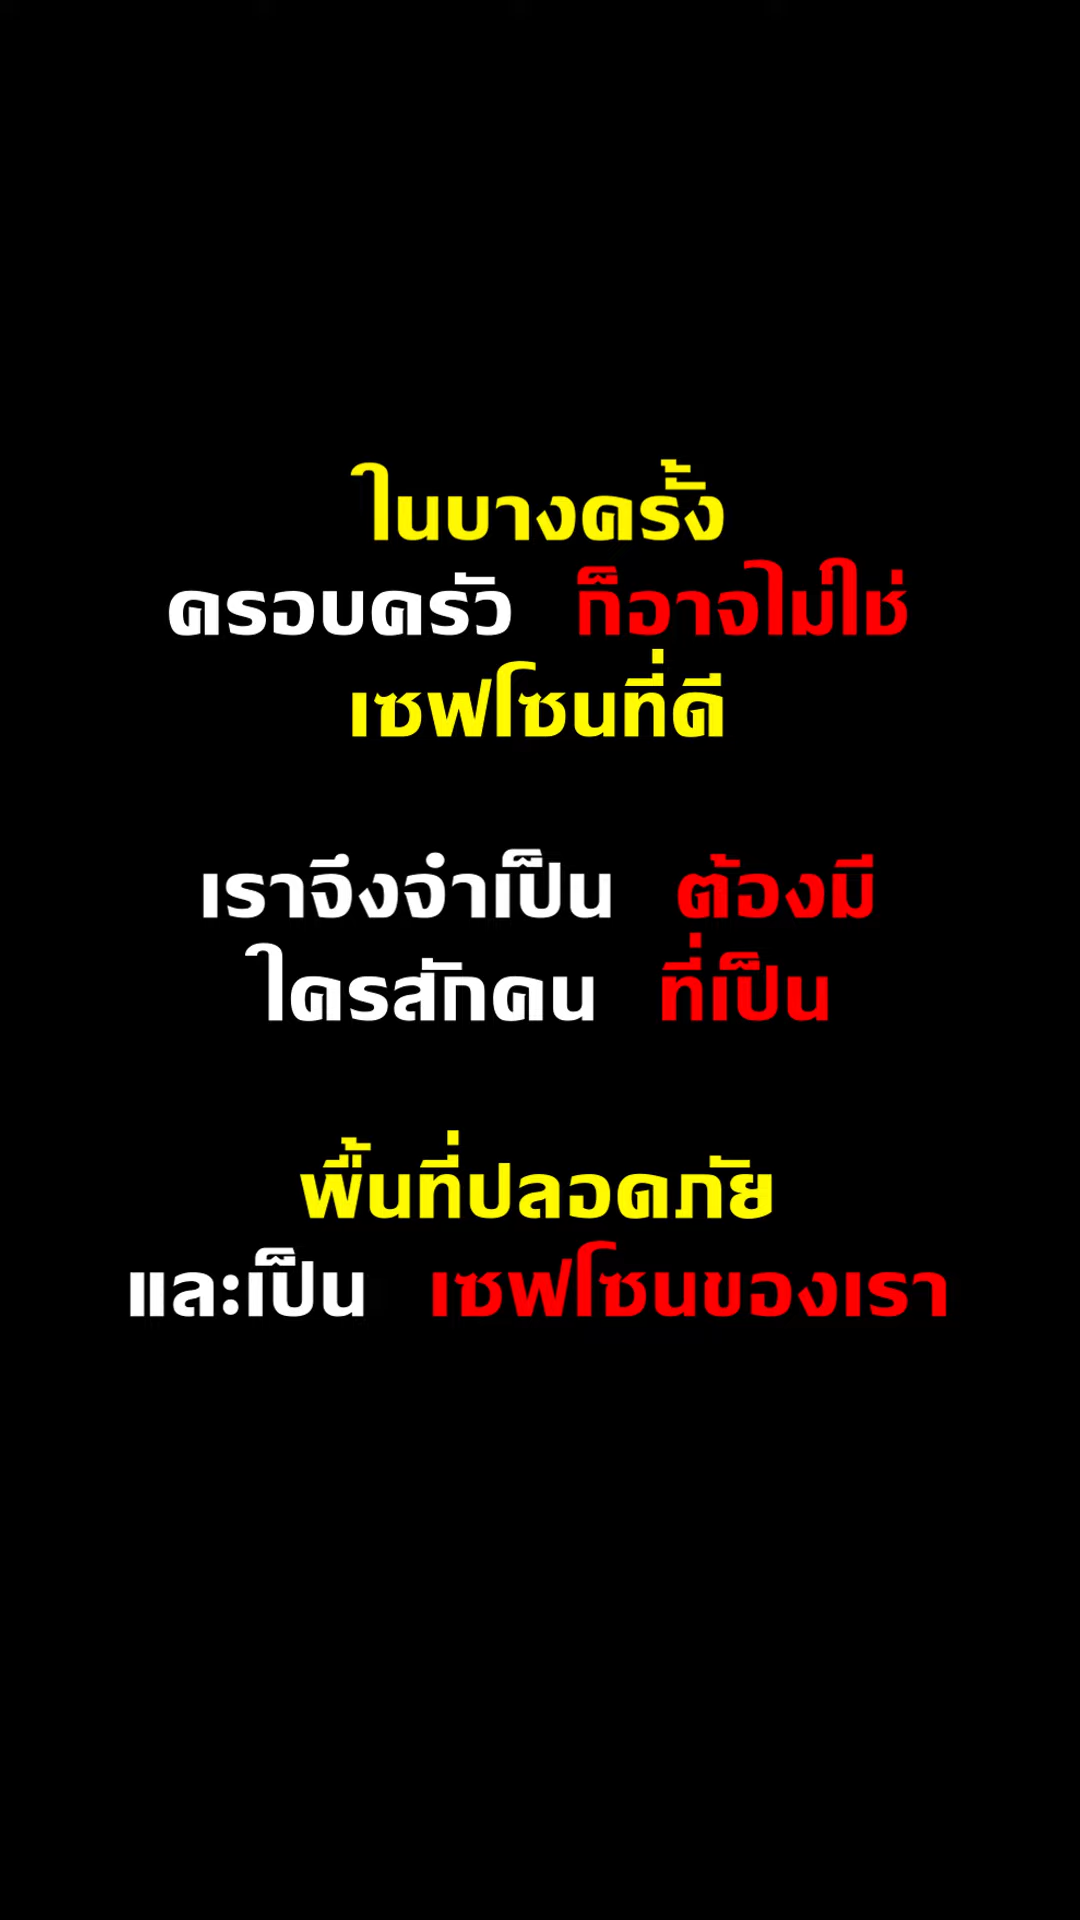 ในบางครั้ง
ครอบครัว ก็อาจไม่ใช่
เซฟโซนที่ดี
เราจึงจำเป็น ต้องมี
ใครสักคน ที่เป็น
พื้นที่ปลอดภัย
และเป็น เซฟโซนของเรา